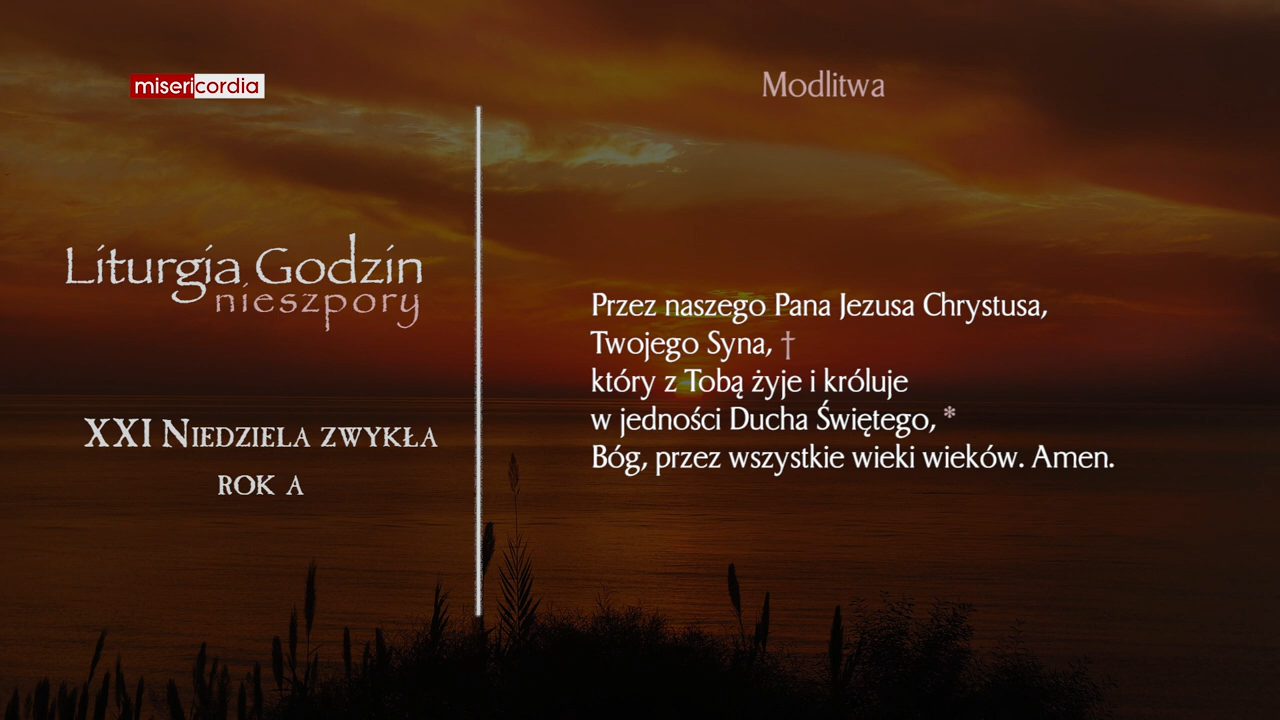 misericordia
Modlitwa
Liturgia Godzin
nieszpory
XXI Niedziela zwykła
rok A
Przez naszego Pana Jezusa Chrystusa,
Twojego Syna, †
który z Tobą żyje i króluje
w jedności Ducha Świętego, *
Bóg, przez wszystkie wieki wieków. Amen.